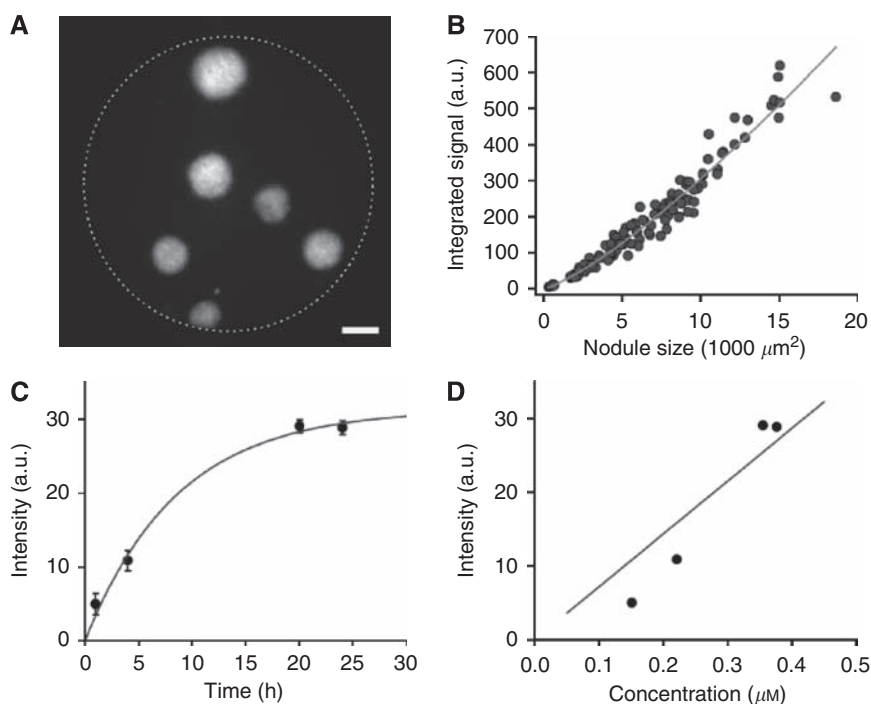 A
B
700
600
500
400
300
200
100
0
Integrated signal (a.u.)
0 5 10 15 20
Nodule size (1000 μm²)
C
30
20
10
0
Intensity (a.u.)
0 5 10 15 20 25 30
Time (h)
D
30
20
10
0
Intensity (a.u.)
0.0 0.1 0.2 0.3 0.4 0.5
Concentration (μM)